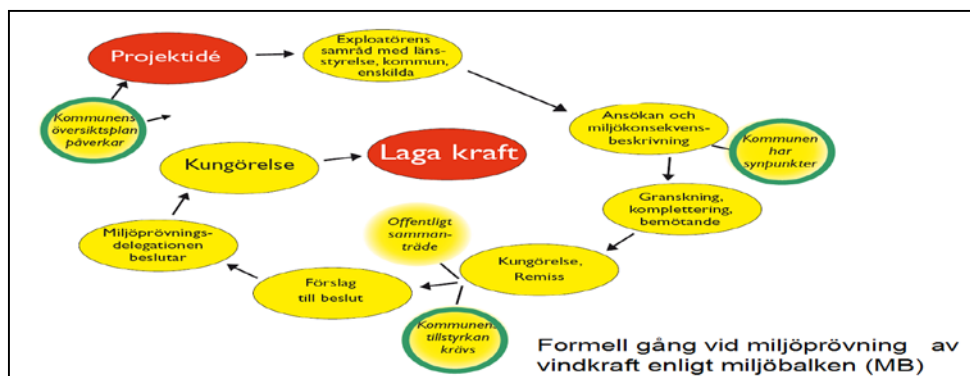 Projektidé
Exploatörens
samråd med läns-
styrelse, kommun,
enskilda
Kommunens
översiktsplan
påverkar
Ansökan och
miljökonsekvens-
beskrivning
Kommunen
har
synpunkter
Granskning,
komplettering,
bemötande
Kungörelse,
Remiss
Offentligt
samman-
träde
Kommunens
tillstyrkan
krävs
Förslag
till beslut
Miljöprövnings-
delegationen
beslutar
Kungörelse
Laga kraft
Formell gång vid miljöprövning av
vindkraft enligt miljöbalken (MB)